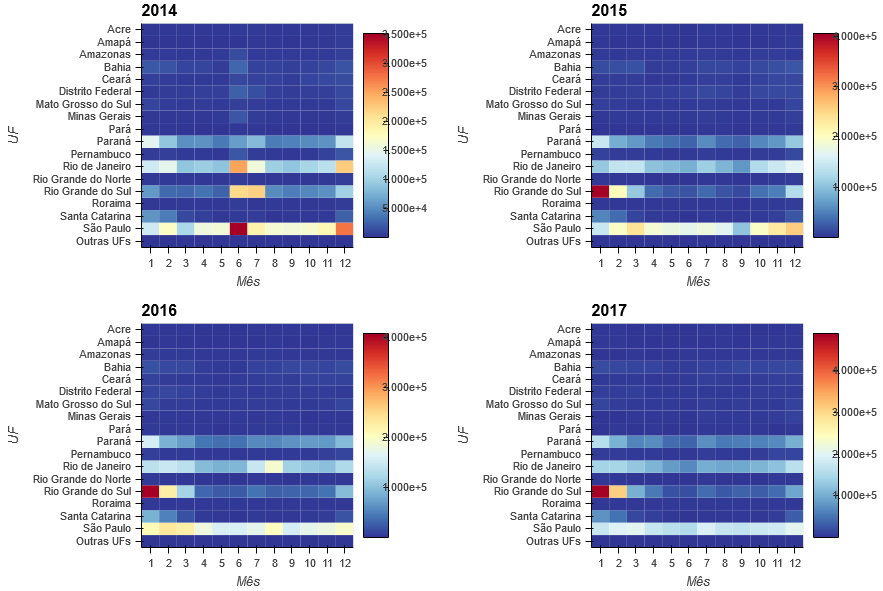 2014
UF
Acre
Amapá
Amazonas
Bahia
Ceará
Distrito Federal
Mato Grosso do Sul
Minas Gerais
Pará
Paraná
Pernambuco
Rio de Janeiro
Rio Grande do Norte
Rio Grande do Sul
Roraima
Santa Catarina
São Paulo
Outras UFs
1 2 3 4 5 6 7 8 9 10 11 12
Mês
3.500e+5
3.000e+5
2.500e+5
2.000e+5
1.500e+5
1.000e+5
5.000e+4
2015
UF
Acre
Amapá
Amazonas
Bahia
Ceará
Distrito Federal
Mato Grosso do Sul
Minas Gerais
Pará
Paraná
Pernambuco
Rio de Janeiro
Rio Grande do Norte
Rio Grande do Sul
Roraima
Santa Catarina
São Paulo
Outras UFs
1 2 3 4 5 6 7 8 9 10 11 12
Mês
4.000e+5
3.000e+5
2.000e+5
1.000e+5
2016
UF
Acre
Amapá
Amazonas
Bahia
Ceará
Distrito Federal
Mato Grosso do Sul
Minas Gerais
Pará
Paraná
Pernambuco
Rio de Janeiro
Rio Grande do Norte
Rio Grande do Sul
Roraima
Santa Catarina
São Paulo
Outras UFs
1 2 3 4 5 6 7 8 9 10 11 12
Mês
4.000e+5
3.000e+5
2.000e+5
1.000e+5
2017
UF
Acre
Amapá
Amazonas
Bahia
Ceará
Distrito Federal
Mato Grosso do Sul
Minas Gerais
Pará
Paraná
Pernambuco
Rio de Janeiro
Rio Grande do Norte
Rio Grande do Sul
Roraima
Santa Catarina
São Paulo
Outras UFs
1 2 3 4 5 6 7 8 9 10 11 12
Mês
4.000e+5
3.000e+5
2.000e+5
1.000e+5